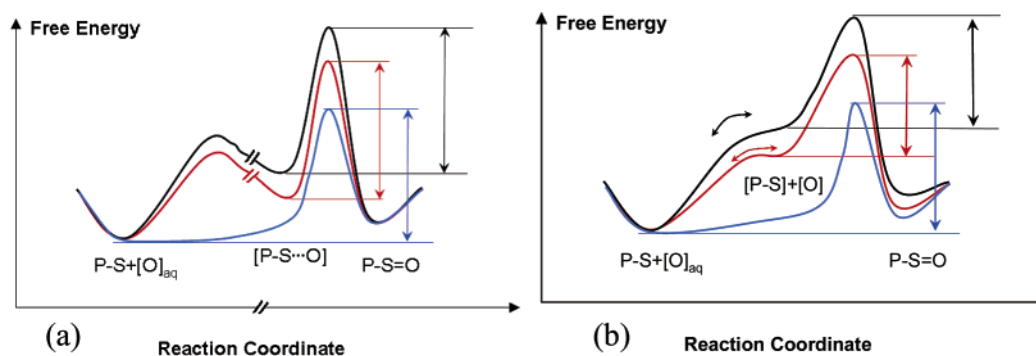 Free Energy
P-S+[O]aq
[P-S···O]
P-S=O
(a)
Reaction Coordinate
Free Energy
[P-S]+[O]
P-S+[O]aq
P-S=O
(b)
Reaction Coordinate